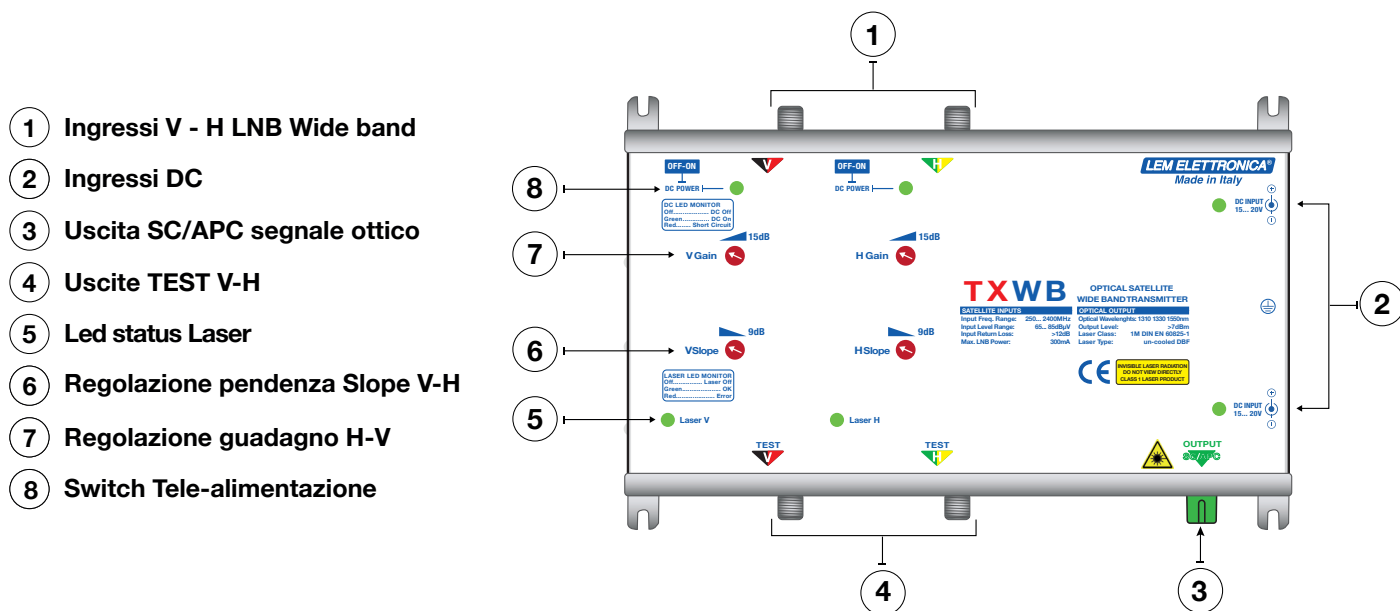 1 Ingressi V - H LNB Wide band
2 Ingressi DC
3 Uscita SC/APC segnale ottico
4 Uscite TEST V-H
5 Led status Laser
6 Regolazione pendenza Slope V-H
7 Regolazione guadagno H-V
8 Switch Tele-alimentazione
1
OFF-ON
V
OFF-ON
H
LEM ELETTRONICA®
Made in Italy
8
DC POWER
DC POWER
DC INPUT
15... 20V
DC LED MONITOR
Off.................. DC Off
Green.............. DC On
Red....... Short Circuit
15dB
15dB
7
V Gain
H Gain
TXWB
OPTICAL SATELLITE
WIDE BAND TRANSMITTER
2
SATELLITE INPUTS
Input Freq. Range: 250... 2400MHz
Input Level Range: 65... 85dBµV
Input Return Loss: >12dB
Max. LNB Power: 300mA
OPTICAL OUTPUT
Optical Wavelenghts: 1310 1330 1550nm
Output Level: >7dBm
Laser Class: 1M DIN EN 60825-1
Laser Type: un-cooled DBF
9dB
9dB
6
VSlope
HSlope
CE
INVISIBLE LASER RADIATION
DO NOT VIEW DIRECTLY
CLASS 1 LASER PRODUCT
LASER LED MONITOR
Off............... Laser Off
Green..................... OK
Red..................... Error
DC INPUT
15... 20V
5
Laser V
Laser H
TEST
V
TEST
H
OUTPUT
SC/APC
4
3